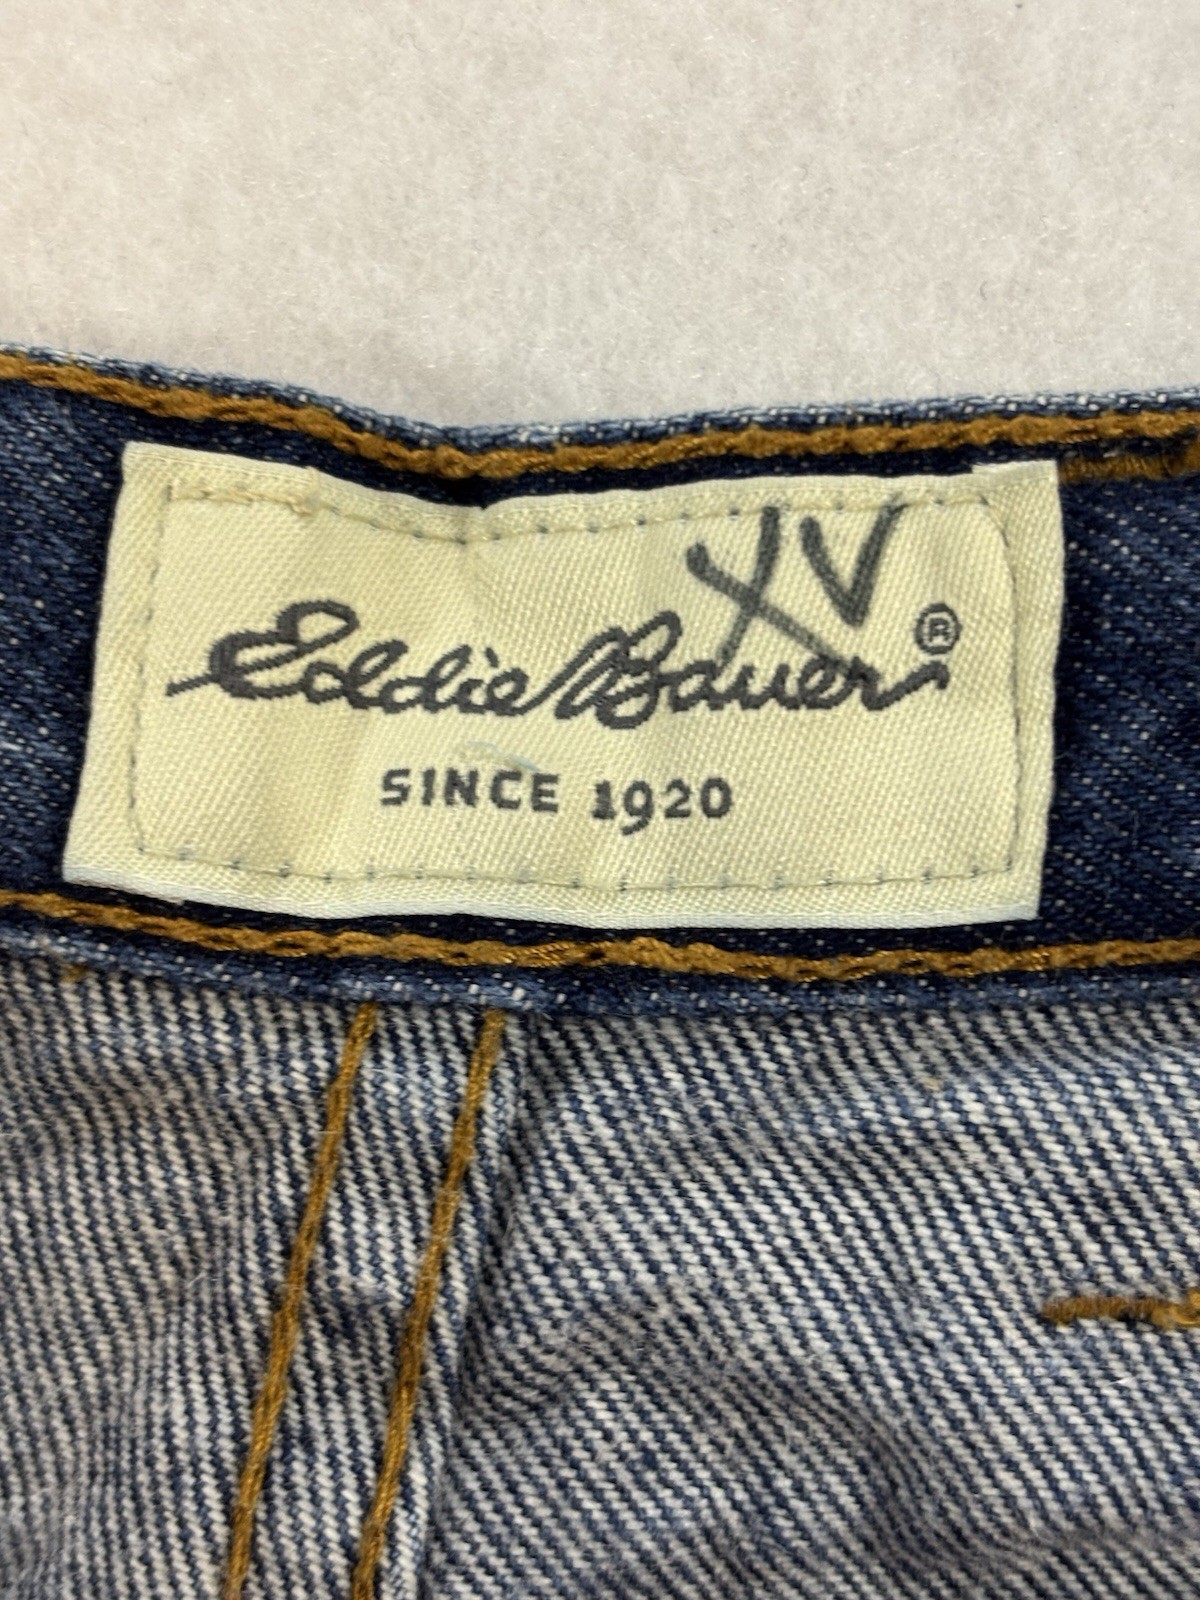 XV
Eddie Bauer®
SINCE 1920